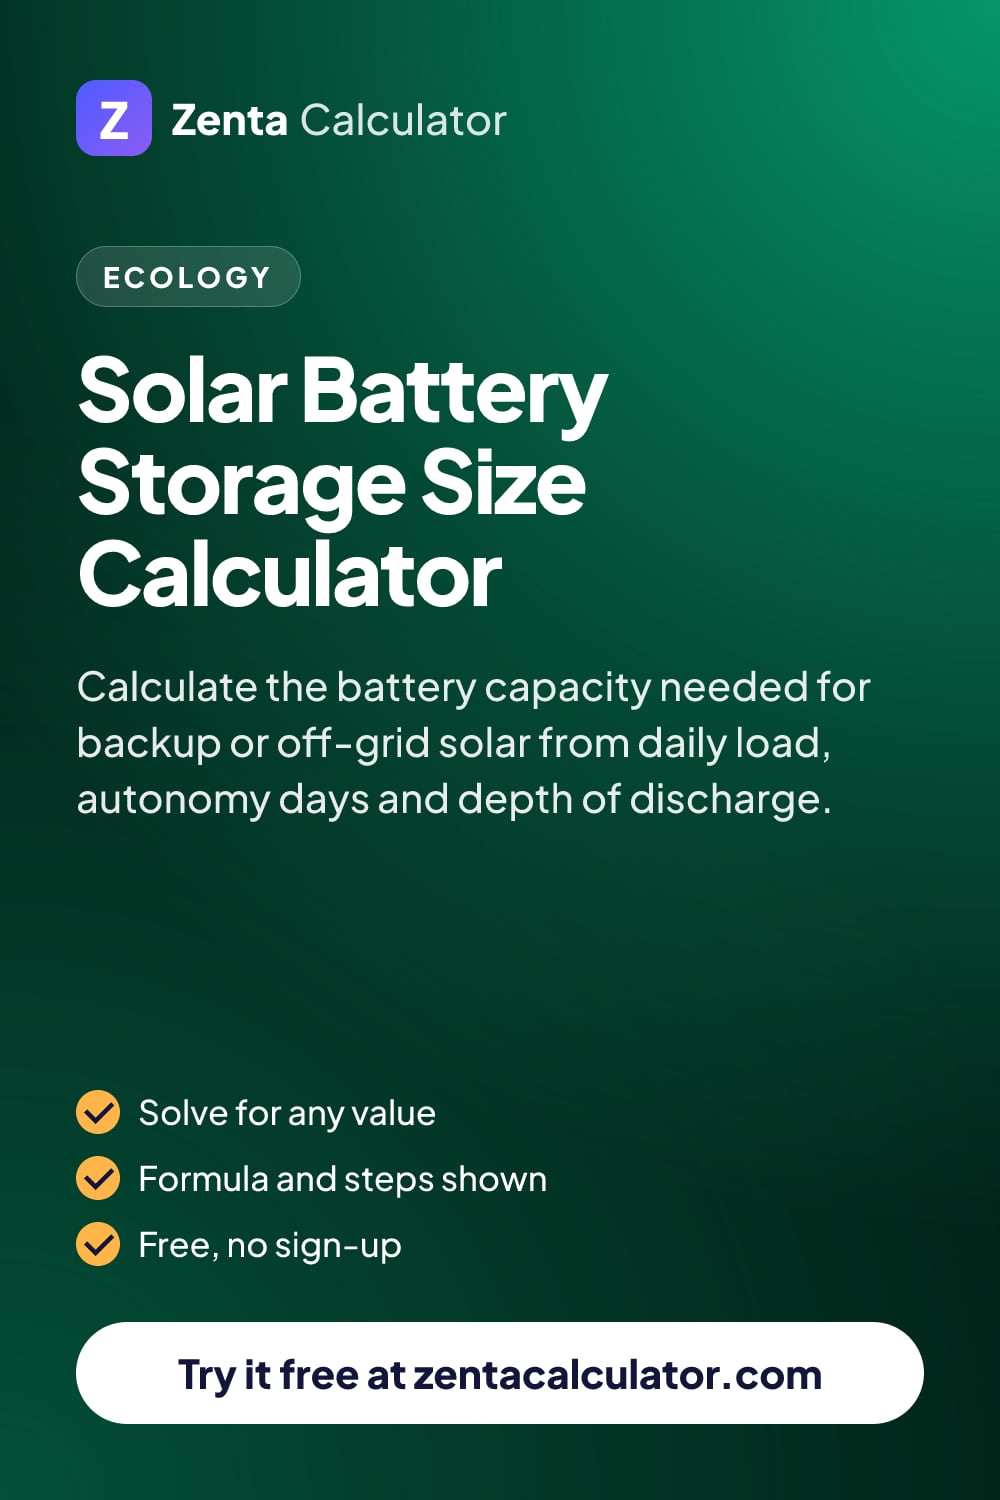 Z
Zenta Calculator
ECOLOGY
Solar Battery
Storage Size
Calculator
Calculate the battery capacity needed for
backup or off-grid solar from daily load,
autonomy days and depth of discharge.
Solve for any value
Formula and steps shown
Free, no sign-up
Try it free at zentacalculator.com